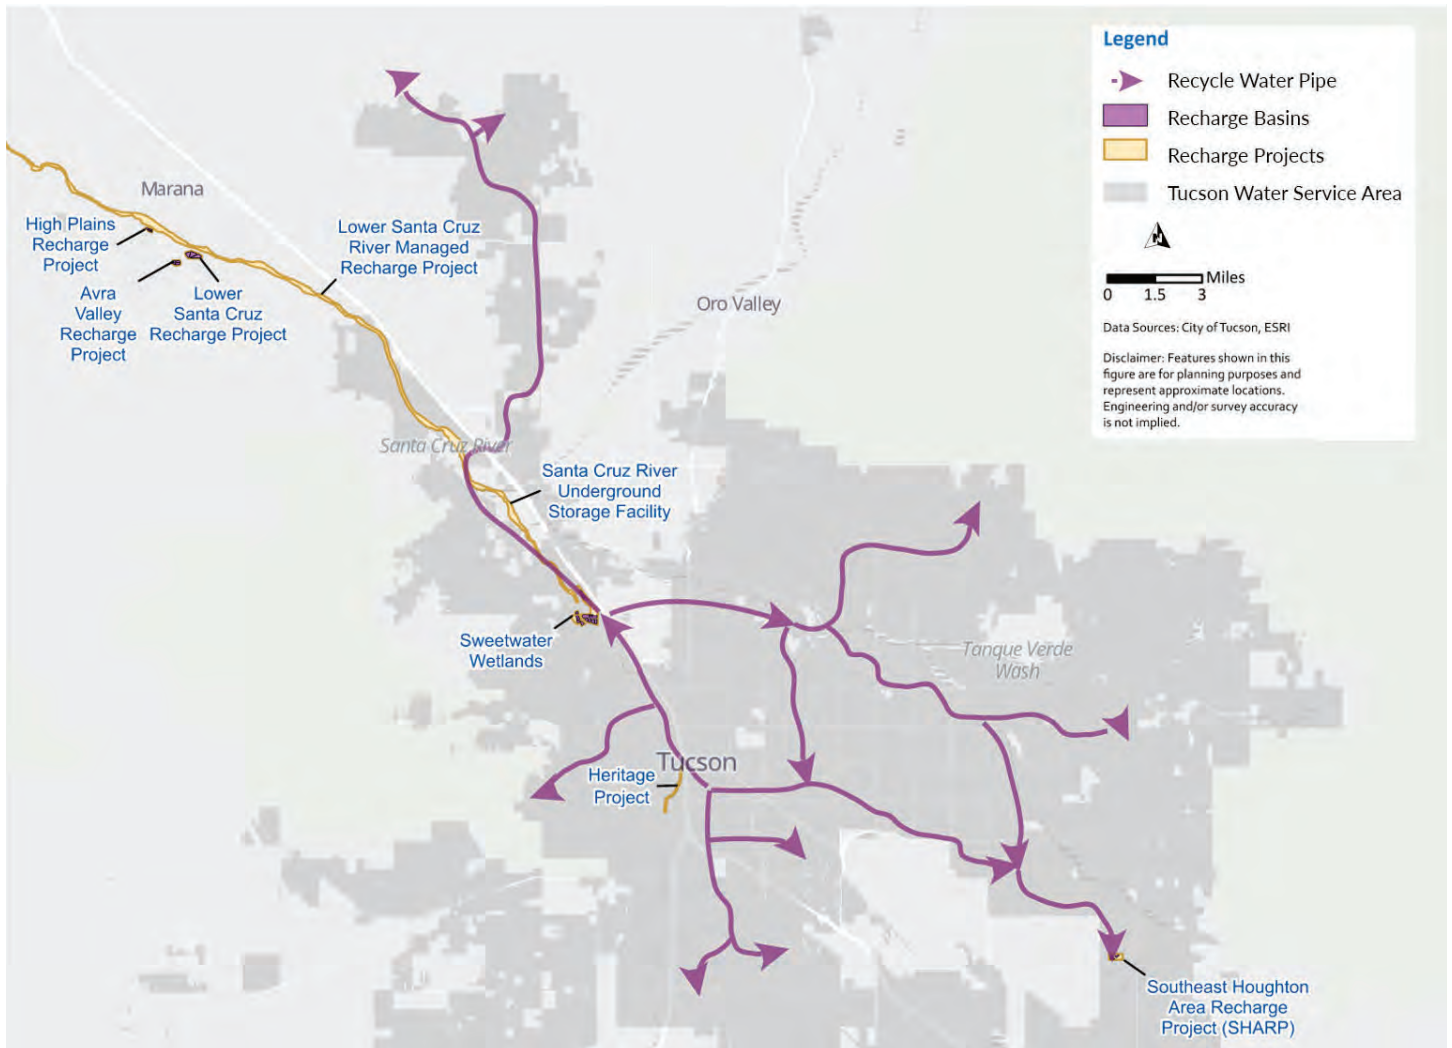 Legend
Recycle Water Pipe
Recharge Basins
Recharge Projects
Tucson Water Service Area
N
Miles
0 1.5 3
Data Sources: City of Tucson, ESRI
Disclaimer: Features shown in this
figure are for planning purposes and
represent approximate locations.
Engineering and/or survey accuracy
is not implied.
Marana
High Plains
Recharge
Project
Lower Santa Cruz
River Managed
Recharge Project
Avra
Valley
Recharge
Project
Lower
Santa Cruz
Recharge Project
Oro Valley
Santa Cruz River
Santa Cruz River
Underground
Storage Facility
Sweetwater
Wetlands
Tanque Verde
Wash
Tucson
Heritage
Project
Southeast Houghton
Area Recharge
Project (SHARP)